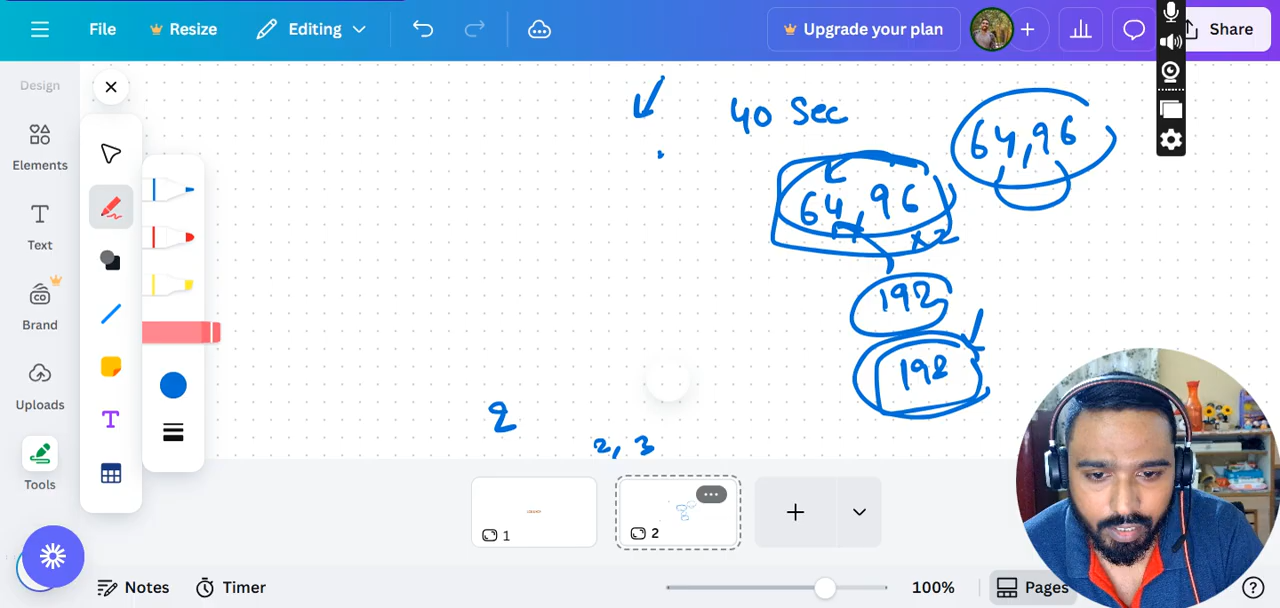 File
Resize
Editing
Upgrade your plan
Share
Design
Elements
Text
Brand
Uploads
Tools
40 Sec
64,96
64,96
x2
192
192
2
2, 3
1
2
Notes
Timer
100%
Pages